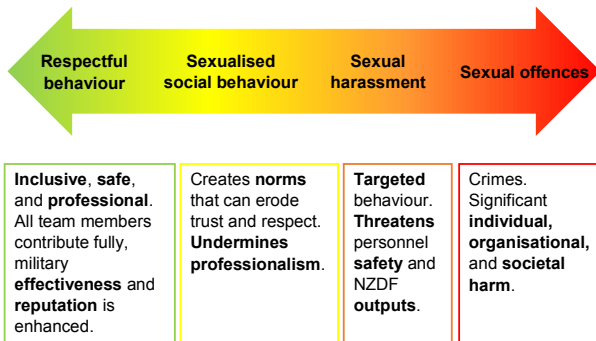 Respectful
behaviour
Sexualised
social behaviour
Sexual
harassment
Sexual offences
Inclusive, safe,
and professional.
All team members
contribute fully,
military
effectiveness and
reputation is
enhanced.
Creates norms
that can erode
trust and respect.
Undermines
professionalism.
Targeted
behaviour.
Threatens
personnel
safety and
NZDF
outputs.
Crimes.
Significant
individual,
organisational,
and societal
harm.